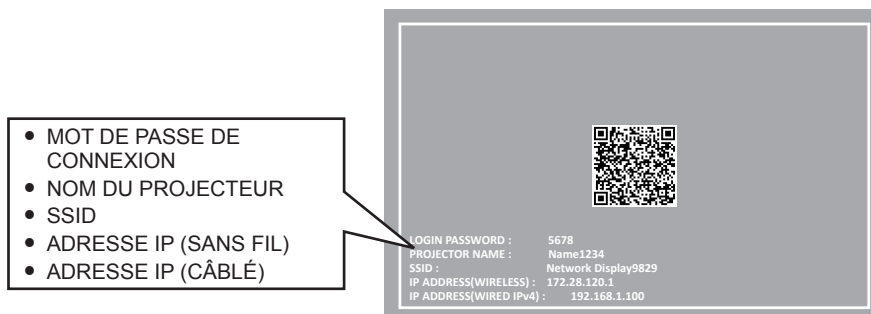 • MOT DE PASSE DE
CONNEXION
• NOM DU PROJECTEUR
• SSID
• ADRESSE IP (SANS FIL)
• ADRESSE IP (CÂBLÉ)
LOGIN PASSWORD : 5678
PROJECTOR NAME : Name1234
SSID : Network Display9829
IP ADDRESS(WIRELESS) : 172.28.120.1
IP ADDRESS(WIRED IPv4) : 192.168.1.100